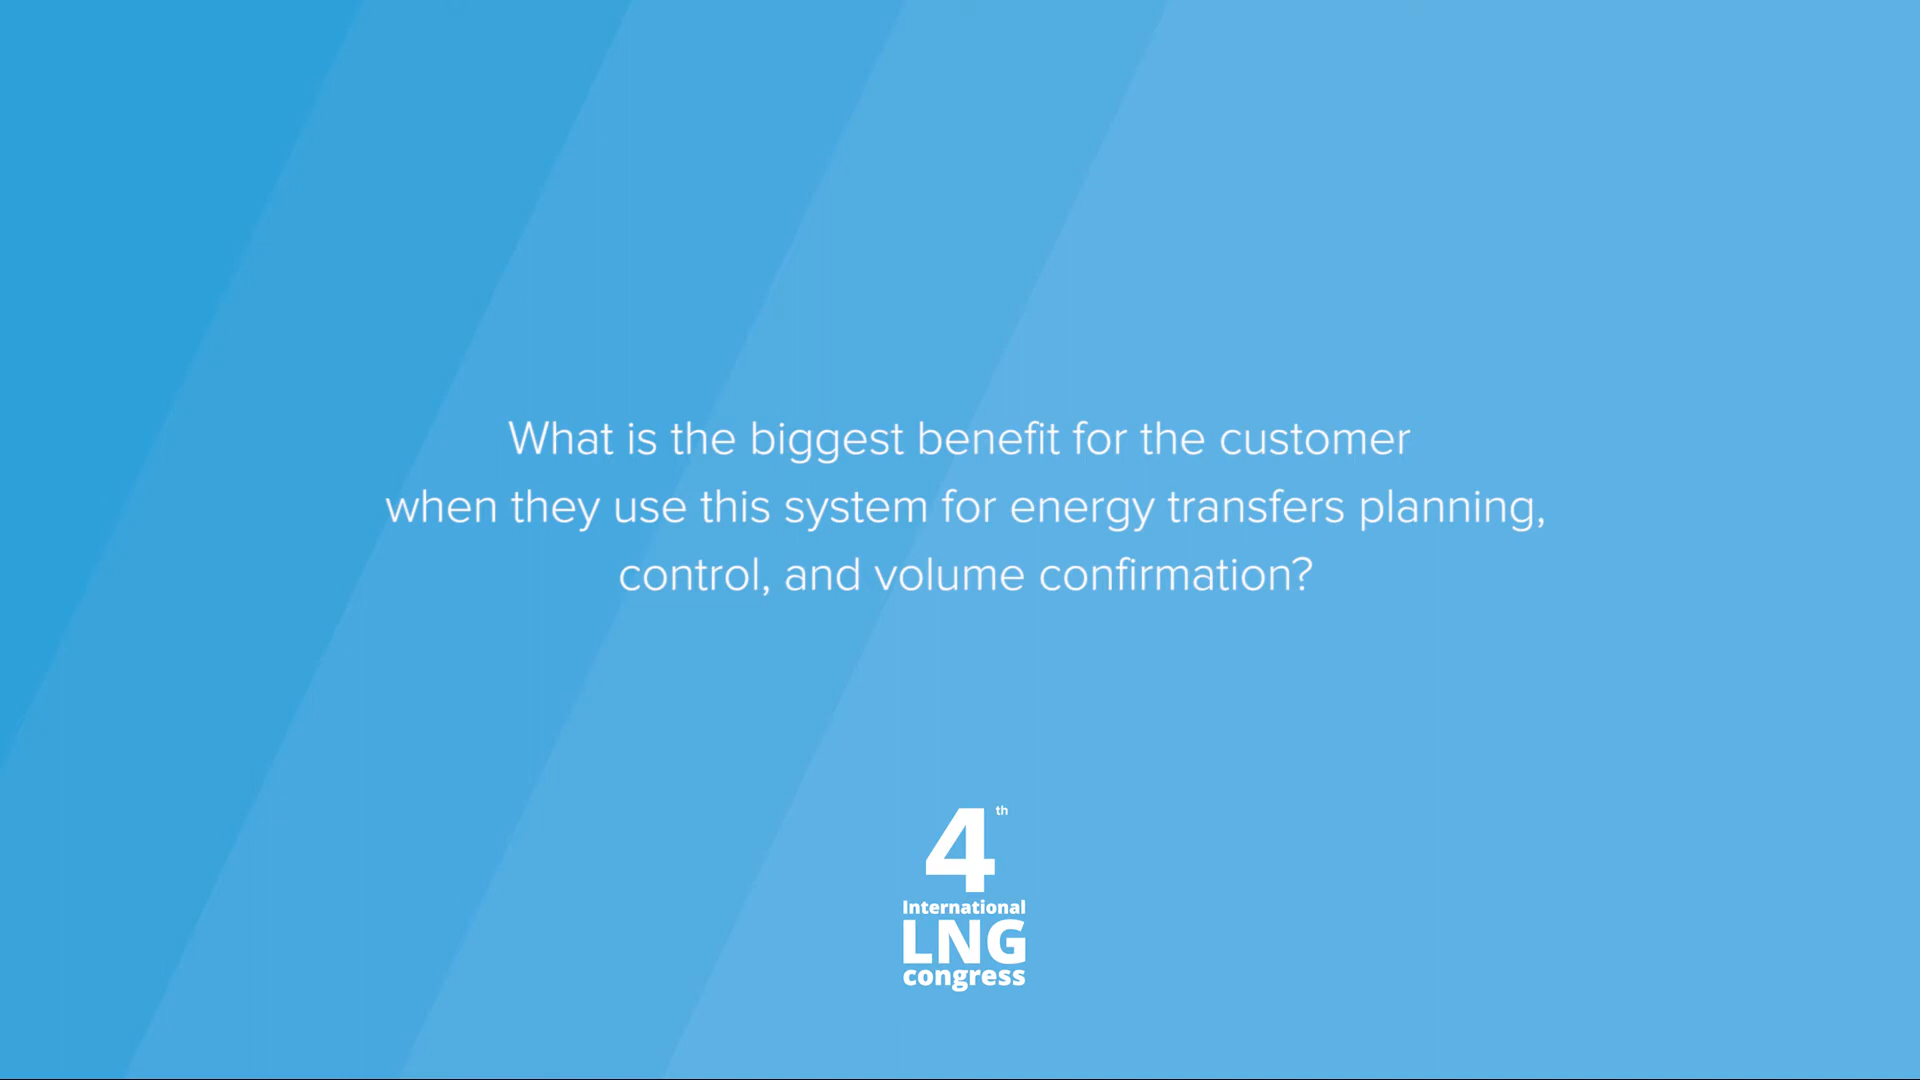 What is the biggest benefit for the customer
when they use this system for energy transfers planning,
control, and volume confirmation?
4th
International
LNG
congress